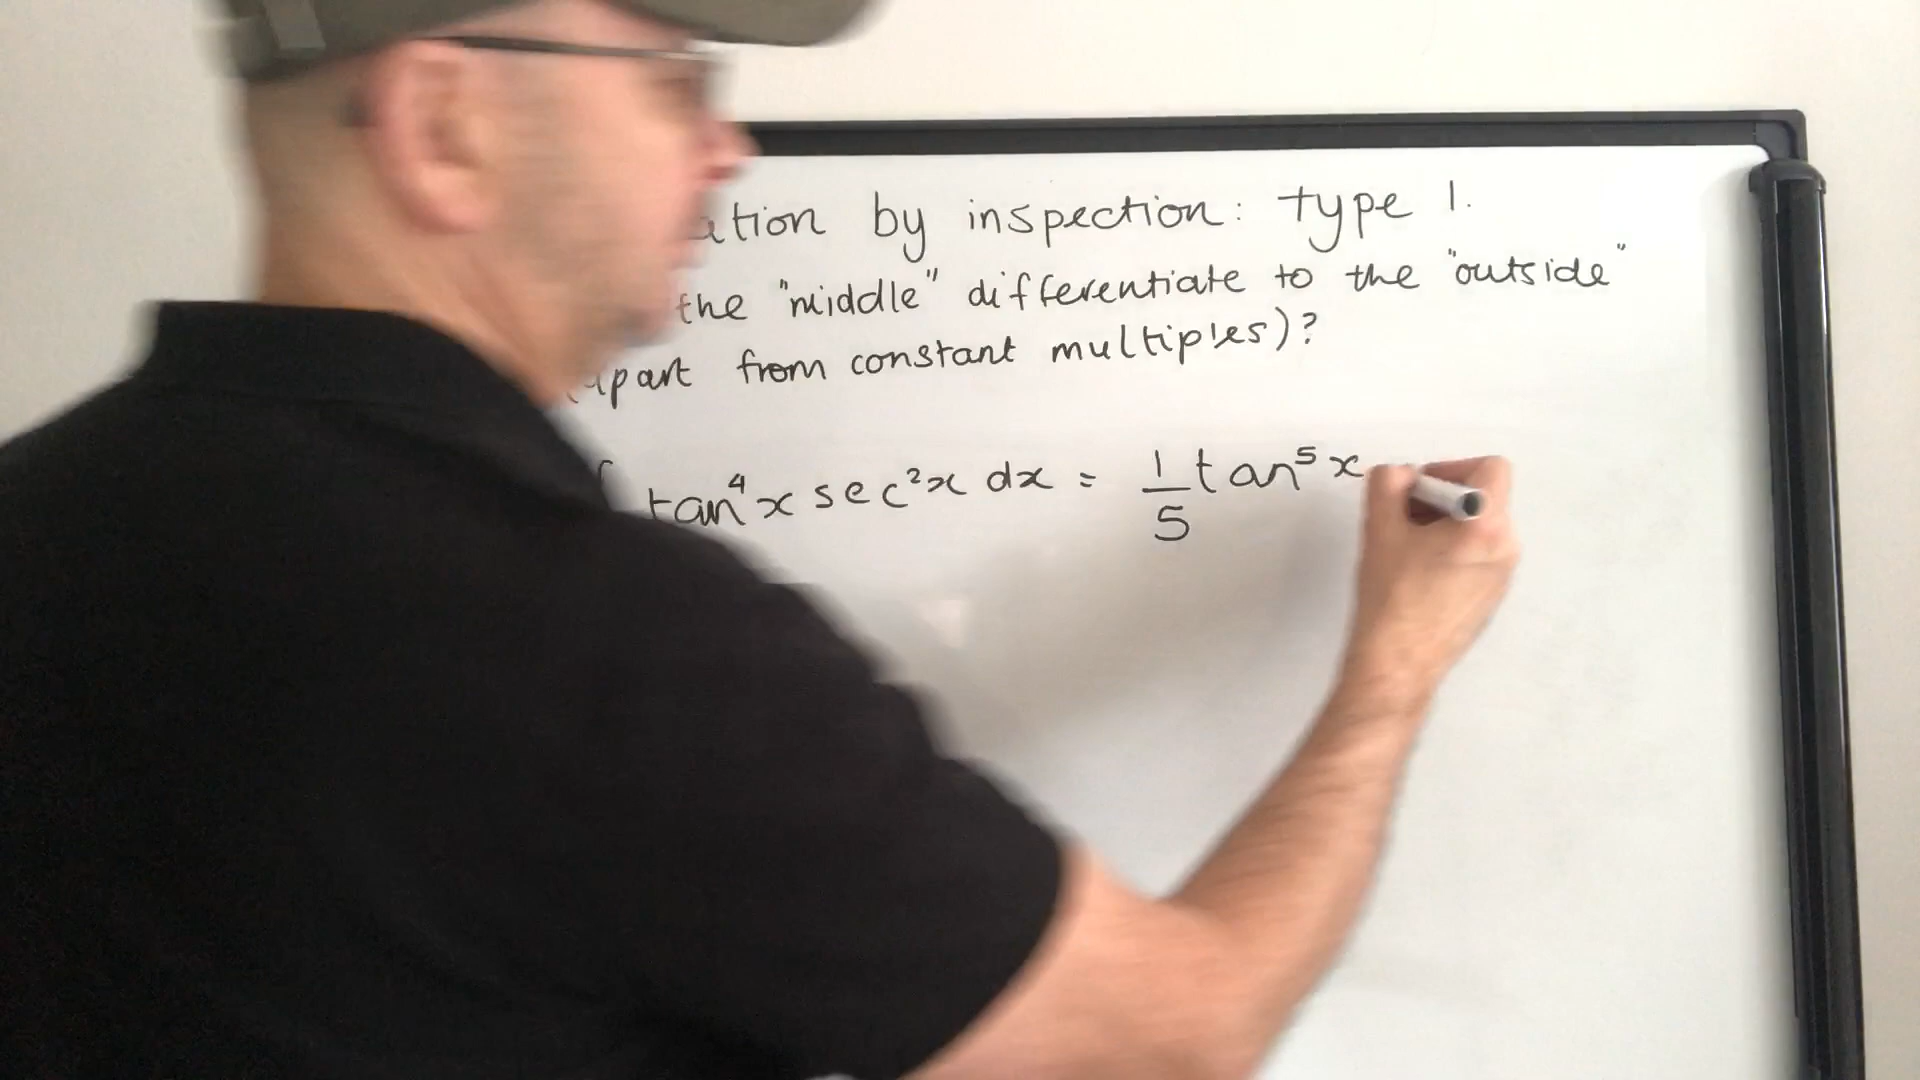 ation by inspection: type 1.
the "middle" differentiate to the "outside"
apart from constant multiples)?
∫ tan⁴x sec²x dx = 1/5 tan⁵x